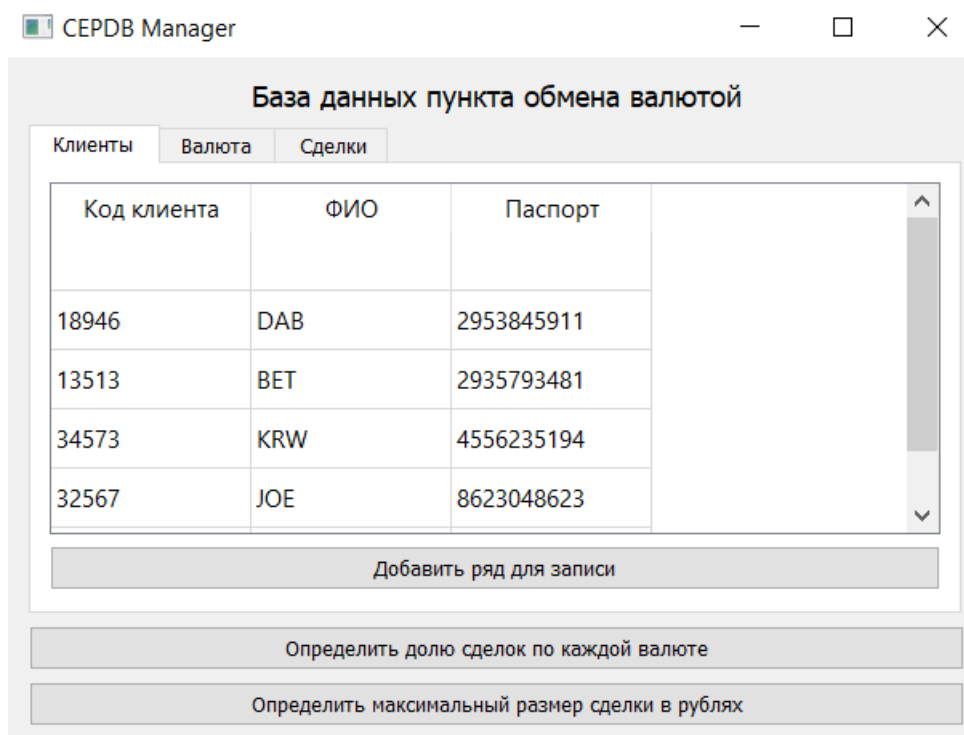 CEPDB Manager
База данных пункта обмена валютой
Клиенты Валюта Сделки
Код клиента ФИО Паспорт
18946 DAB 2953845911
13513 BET 2935793481
34573 KRW 4556235194
32567 JOE 8623048623
Добавить ряд для записи
Определить долю сделок по каждой валюте
Определить максимальный размер сделки в рублях